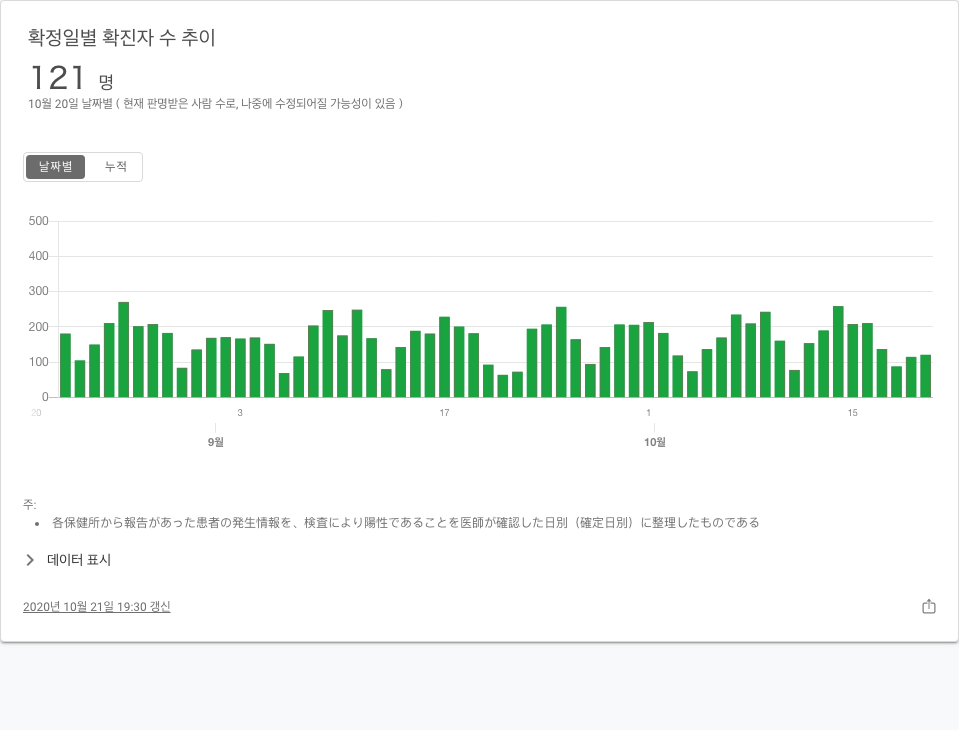 확정일별 확진자 수 추이
121 명
10월 20일 날짜별 ( 현재 판명받은 사람 수로, 나중에 수정되어질 가능성이 있음 )
날짜별 누적
500
400
300
200
100
0
20 3 17 1 15
9월 10월
주:
• 各保健所から報告があった患者の発生情報を、検査により陽性であることを医師が確認した日別（確定日別）に整理したものである
데이터 표시
2020년 10월 21일 19:30 갱신